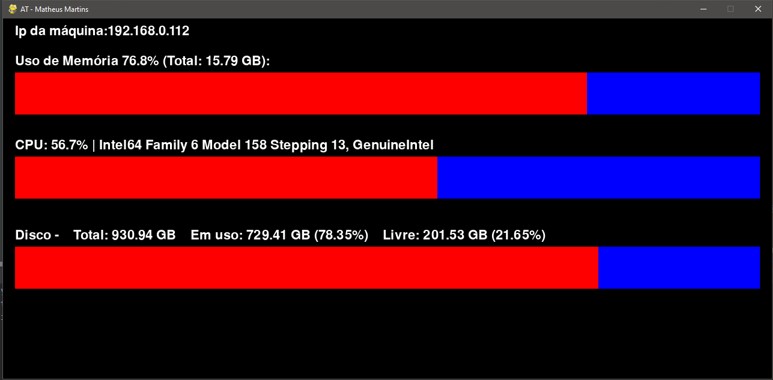 AT - Matheus Martins
Ip da máquina:192.168.0.112
Uso de Memória 76.8% (Total: 15.79 GB):
CPU: 56.7% | Intel64 Family 6 Model 158 Stepping 13, GenuineIntel
Disco - Total: 930.94 GB Em uso: 729.41 GB (78.35%) Livre: 201.53 GB (21.65%)